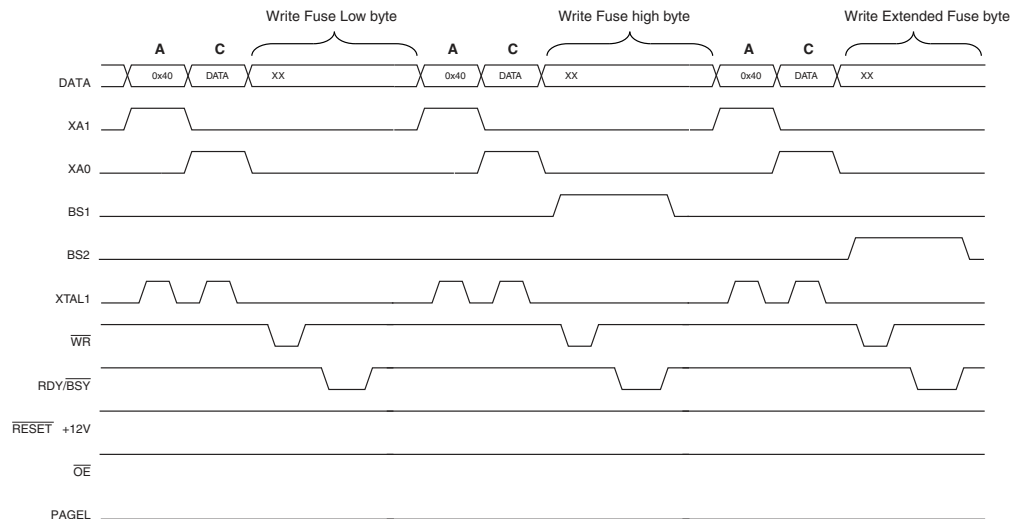 Write Fuse Low byte Write Fuse high byte Write Extended Fuse byte
A C A C A C
DATA 0x40 DATA XX 0x40 DATA XX 0x40 DATA XX
XA1
XA0
BS1
BS2
XTAL1
WR
RDY/BSY
RESET +12V
OE
PAGEL